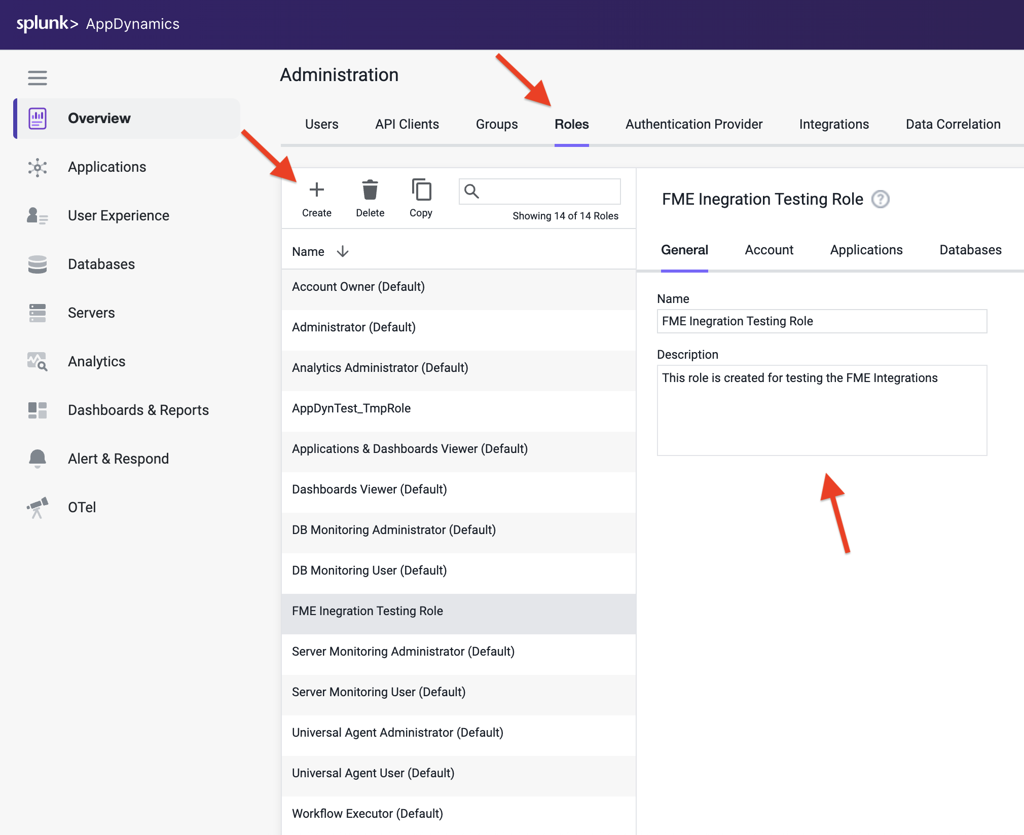 splunk> AppDynamics
Overview
Applications
User Experience
Databases
Servers
Analytics
Dashboards & Reports
Alert & Respond
OTel
Administration
Users API Clients Groups Roles Authentication Provider Integrations Data Correlation
Create Delete Copy
Showing 14 of 14 Roles
Name
Account Owner (Default)
Administrator (Default)
Analytics Administrator (Default)
AppDynTest_TmpRole
Applications & Dashboards Viewer (Default)
Dashboards Viewer (Default)
DB Monitoring Administrator (Default)
DB Monitoring User (Default)
FME Inegration Testing Role
Server Monitoring Administrator (Default)
Server Monitoring User (Default)
Universal Agent Administrator (Default)
Universal Agent User (Default)
Workflow Executor (Default)
FME Inegration Testing Role ?
General Account Applications Databases
Name
FME Inegration Testing Role
Description
This role is created for testing the FME Integrations